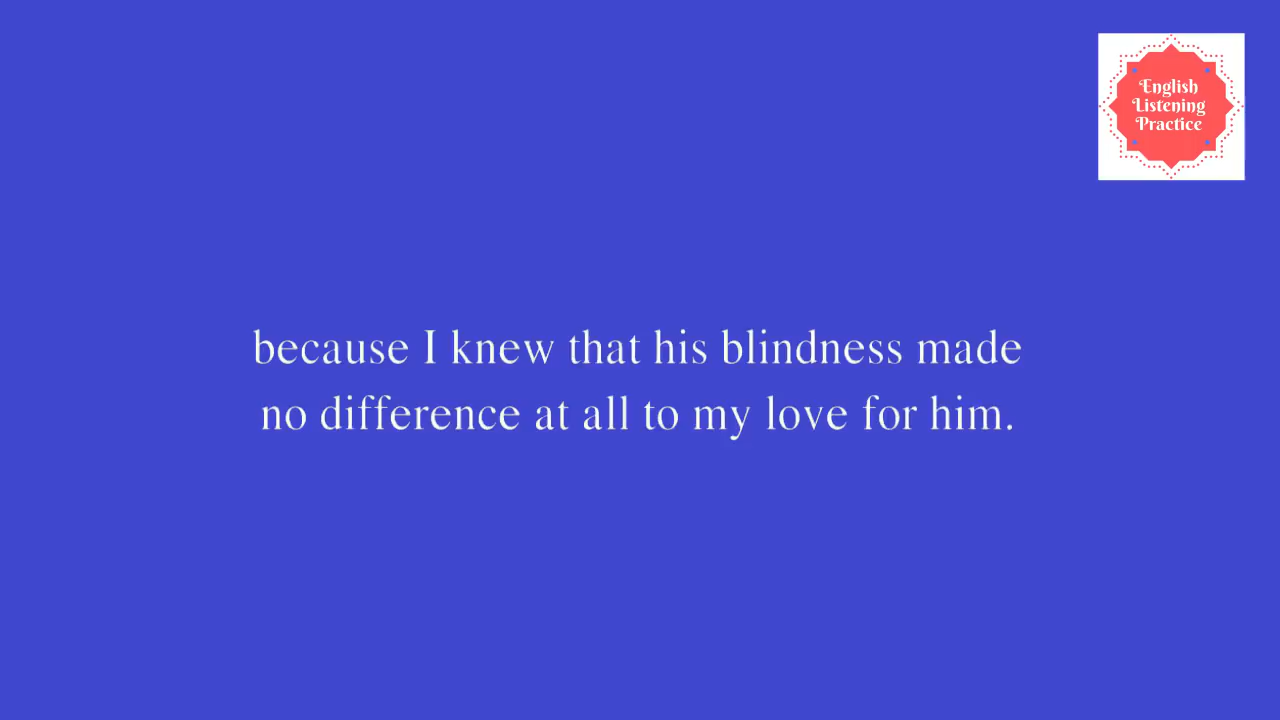 English
Listening
Practice
because I knew that his blindness made
no difference at all to my love for him.